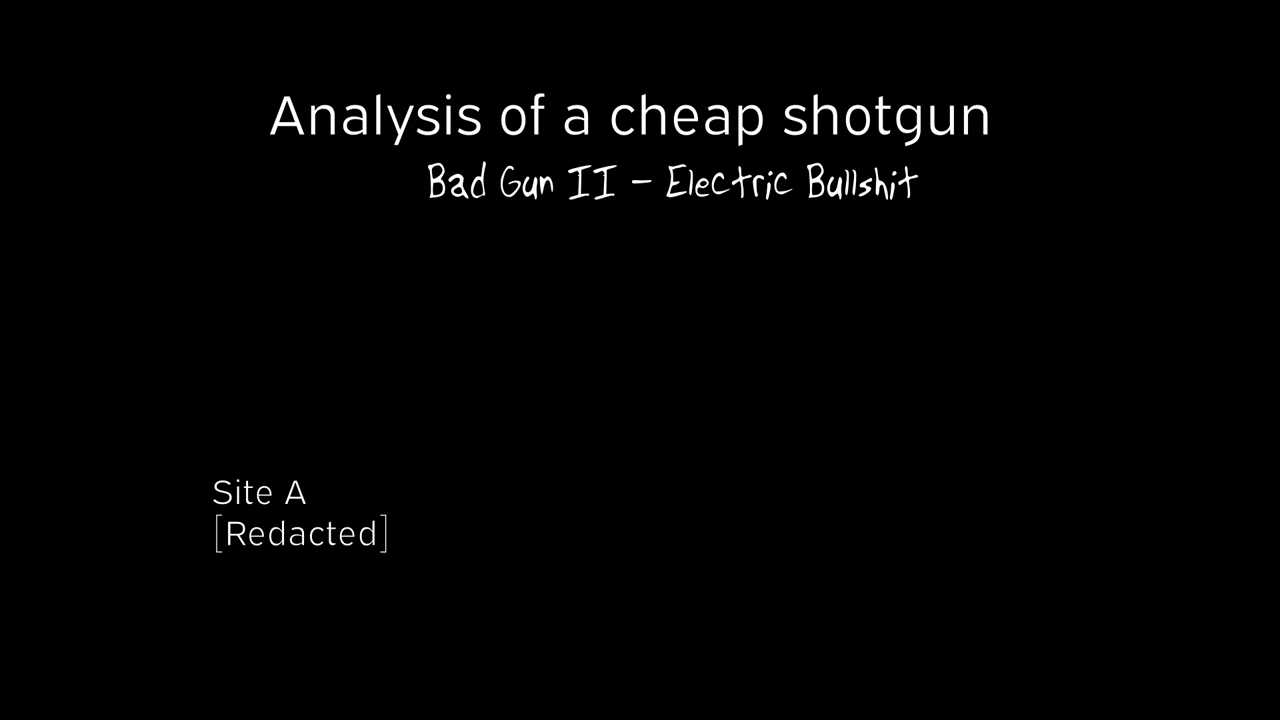 Analysis of a cheap shotgun
Bad Gun II – Electric Bullshit
Site A
[Redacted]